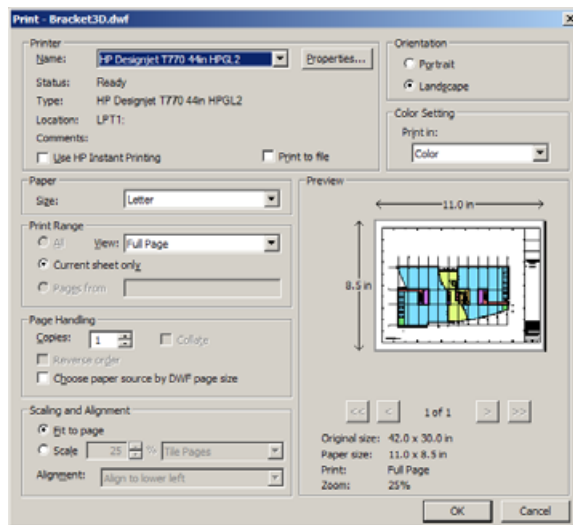 Print - Bracket3D.dwf
Printer
Name: HP Designjet T770 44in HPGL2 Properties...
Status: Ready
Type: HP Designjet T770 44in HPGL2
Location: LPT1:
Comments:
Use HP Instant Printing Print to file
Orientation
Portrait
Landscape
Color Setting
Print in:
Color
Paper
Size: Letter
Print Range
All View: Full Page
Current sheet only
Pages from
Page Handling
Copies: 1 Collate
Reverse order
Choose paper source by DWF page size
Scaling and Alignment
Fit to page
Scale 25 % Tile Pages
Alignment: Align to lower left
Preview
11.0 in
8.5 in
<< < 1 of 1 > >>
Original size: 42.0 x 30.0 in
Paper size: 11.0 x 8.5 in
Print: Full Page
Zoom: 25%
OK Cancel